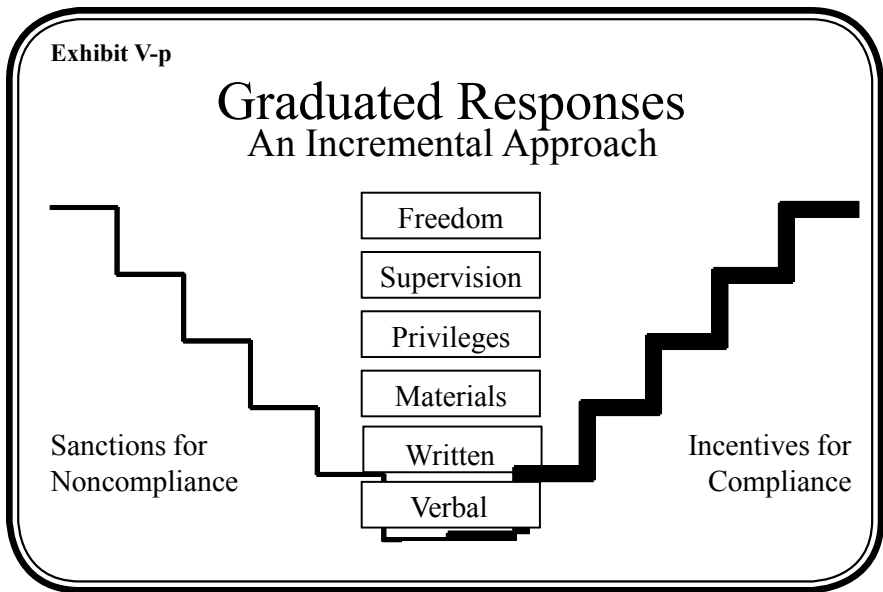 Exhibit V-p
Graduated Responses
An Incremental Approach
Freedom
Supervision
Privileges
Materials
Written
Verbal
Sanctions for
Noncompliance
Incentives for
Compliance